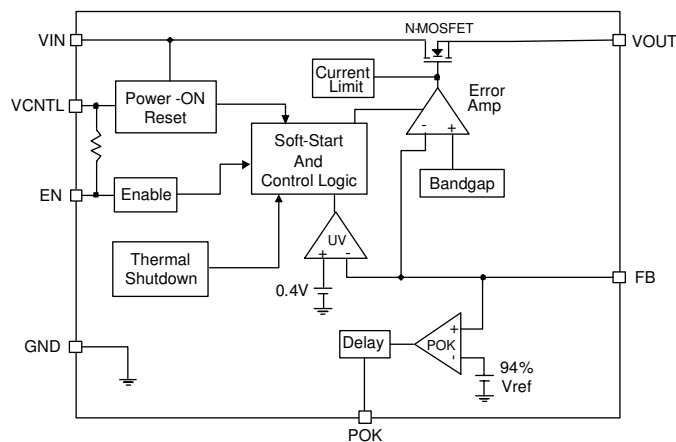 N-MOSFET
VIN
VOUT
Current
Limit
Error
Amp
VCNTL
Power -ON
Reset
- +
Soft-Start
And
Control Logic
Bandgap
EN
Enable
UV
+ -
Thermal
Shutdown
0.4V
FB
GND
Delay
+
POK
-
94%
Vref
POK